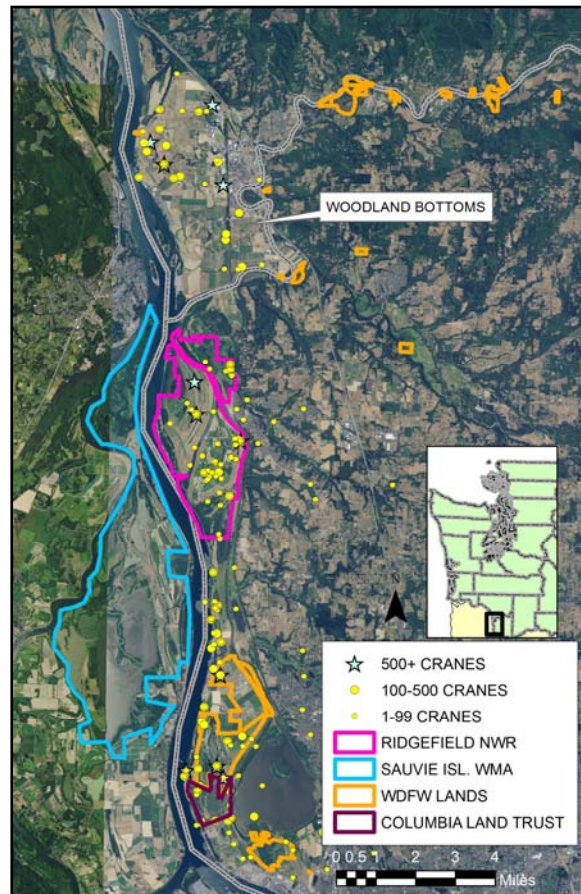 WOODLAND BOTTOMS
N
500+ CRANES
100-500 CRANES
1-99 CRANES
RIDGEFIELD NWR
SAUVIE ISL. WMA
WDFW LANDS
COLUMBIA LAND TRUST
0 0.5 1 2 3 4
Miles